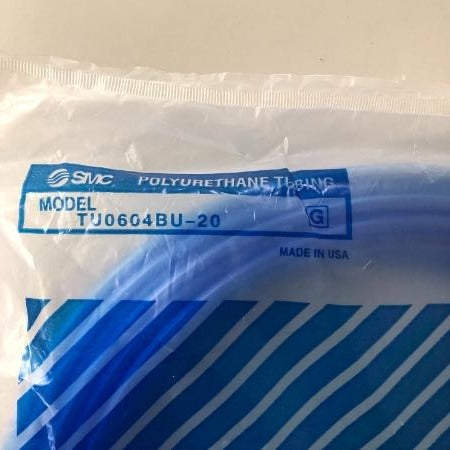 SMC POLYURETHANE TUBING
MODEL
TU0604BU-20 G
MADE IN USA